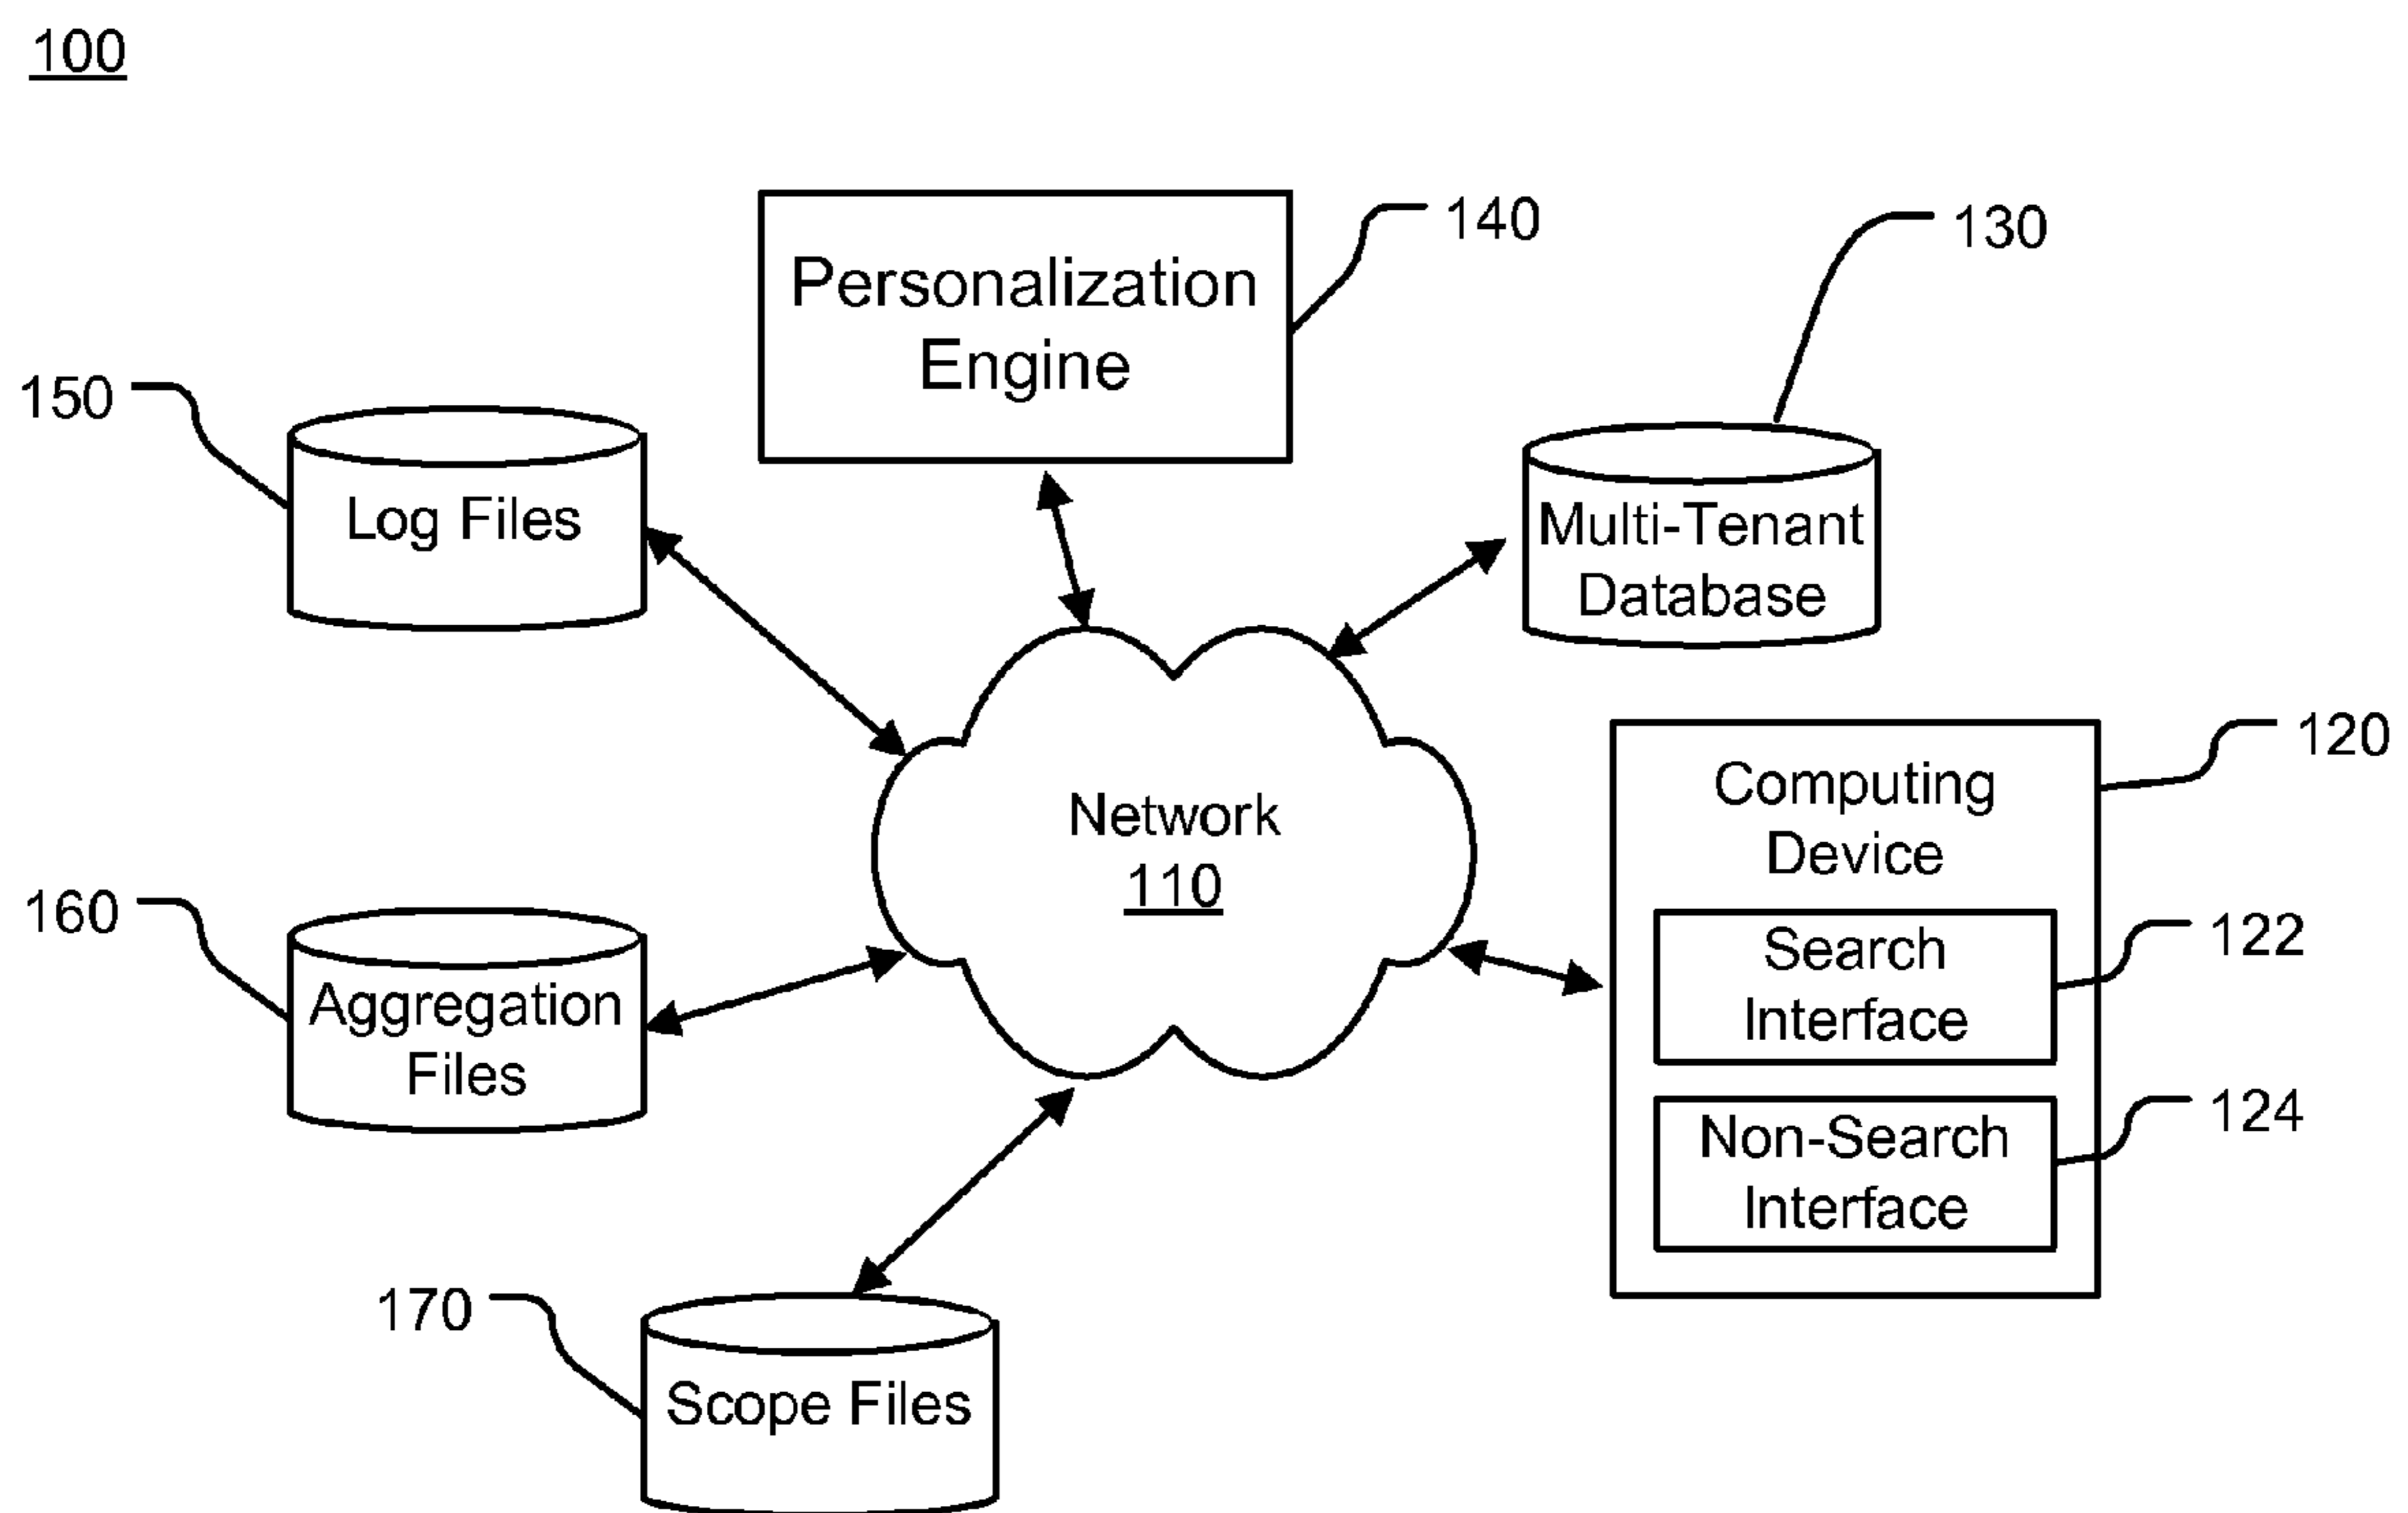 100
140
130
Personalization
Engine
150
Log Files
Multi-Tenant
Database
120
Computing
Device
Network
110
160
Search
Interface
122
Aggregation
Files
124
Non-Search
Interface
170
Scope Files